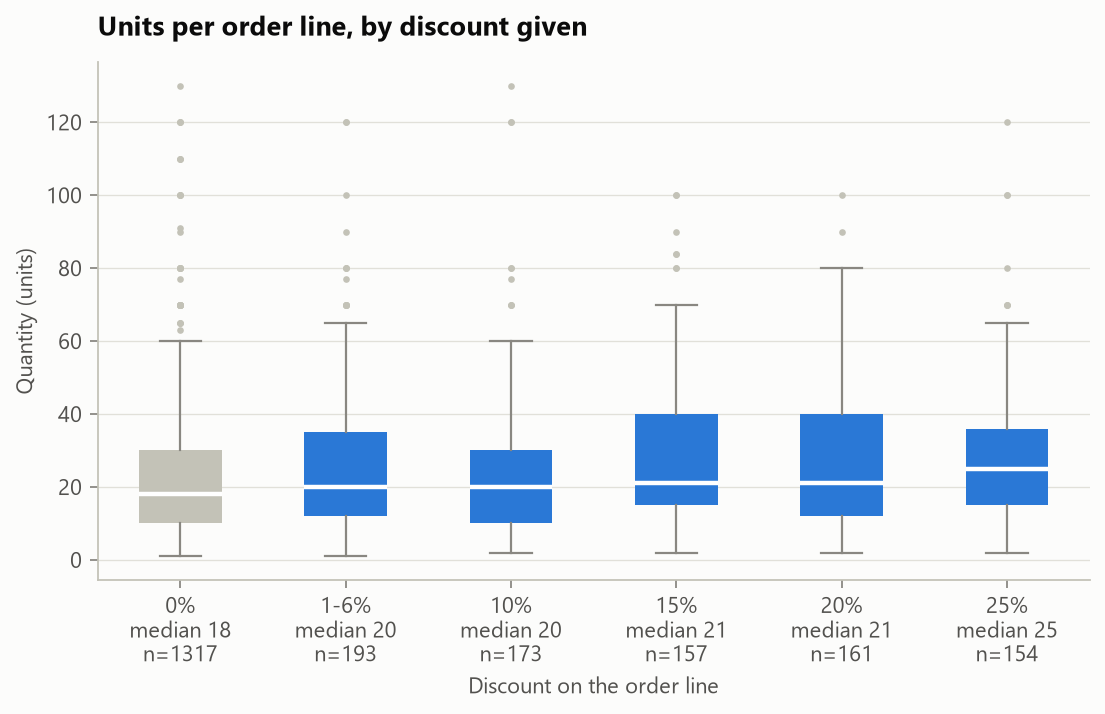 Units per order line, by discount given
Quantity (units)
120
100
80
60
40
20
0
0%
median 18
n=1317
1-6%
median 20
n=193
10%
median 20
n=173
15%
median 21
n=157
20%
median 21
n=161
25%
median 25
n=154
Discount on the order line